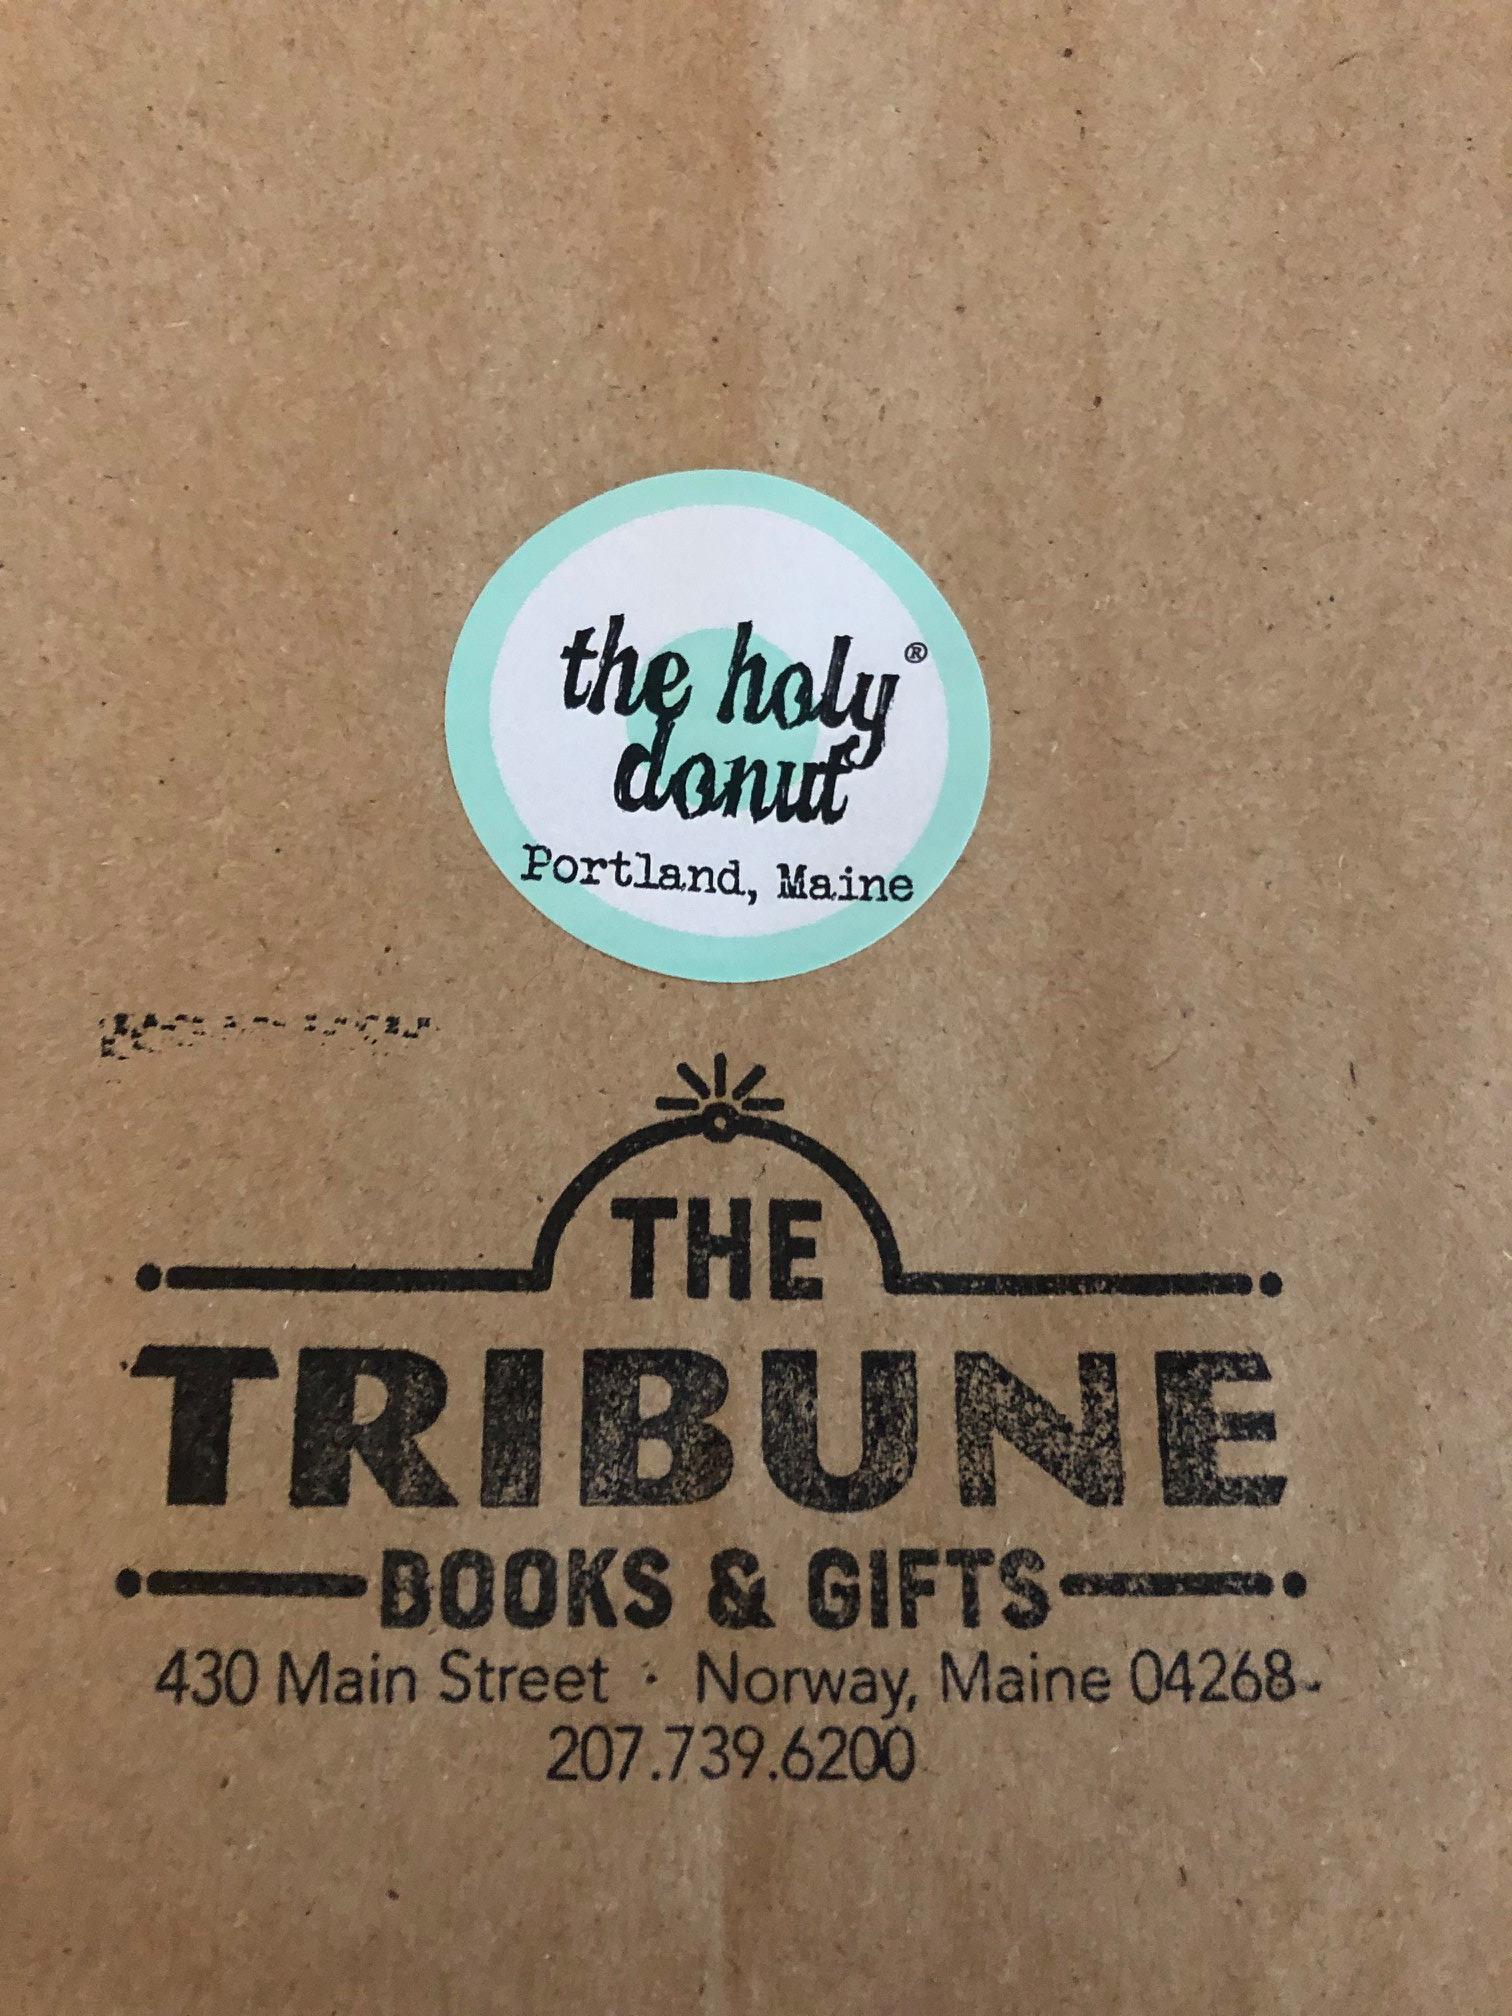 the holy®
donut
Portland, Maine
THE
TRIBUNE
BOOKS & GIFTS
430 Main Street · Norway, Maine 04268
207.739.6200